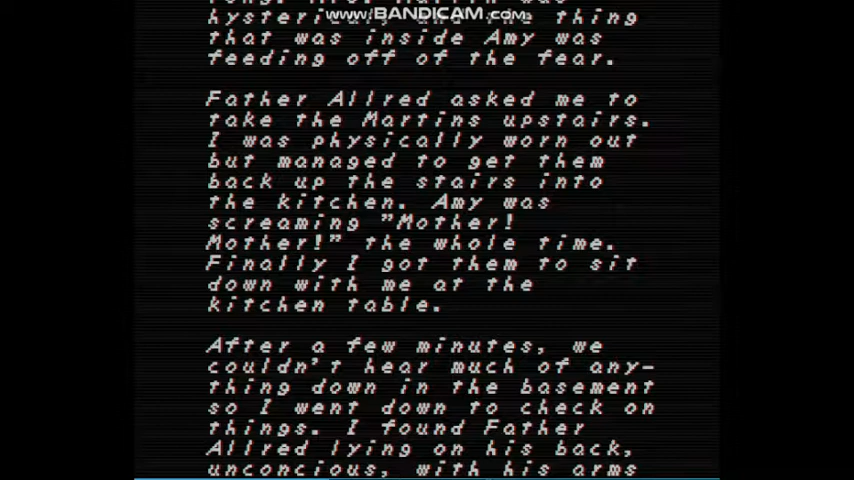 www.BANDICAM.com
hysterical, and the thing
that was inside Amy was
feeding off of the fear.
Father Allred asked me to
take the Martins upstairs.
I was physically worn out
but managed to get them
back up the stairs into
the kitchen. Amy was
screaming "Mother!
Mother!" the whole time.
Finally I got them to sit
down with me at the
kitchen table.
After a few minutes, we
couldn't hear much of any-
thing down in the basement
so I went down to check on
things. I found Father
Allred lying on his back,
unconcious, with his arms